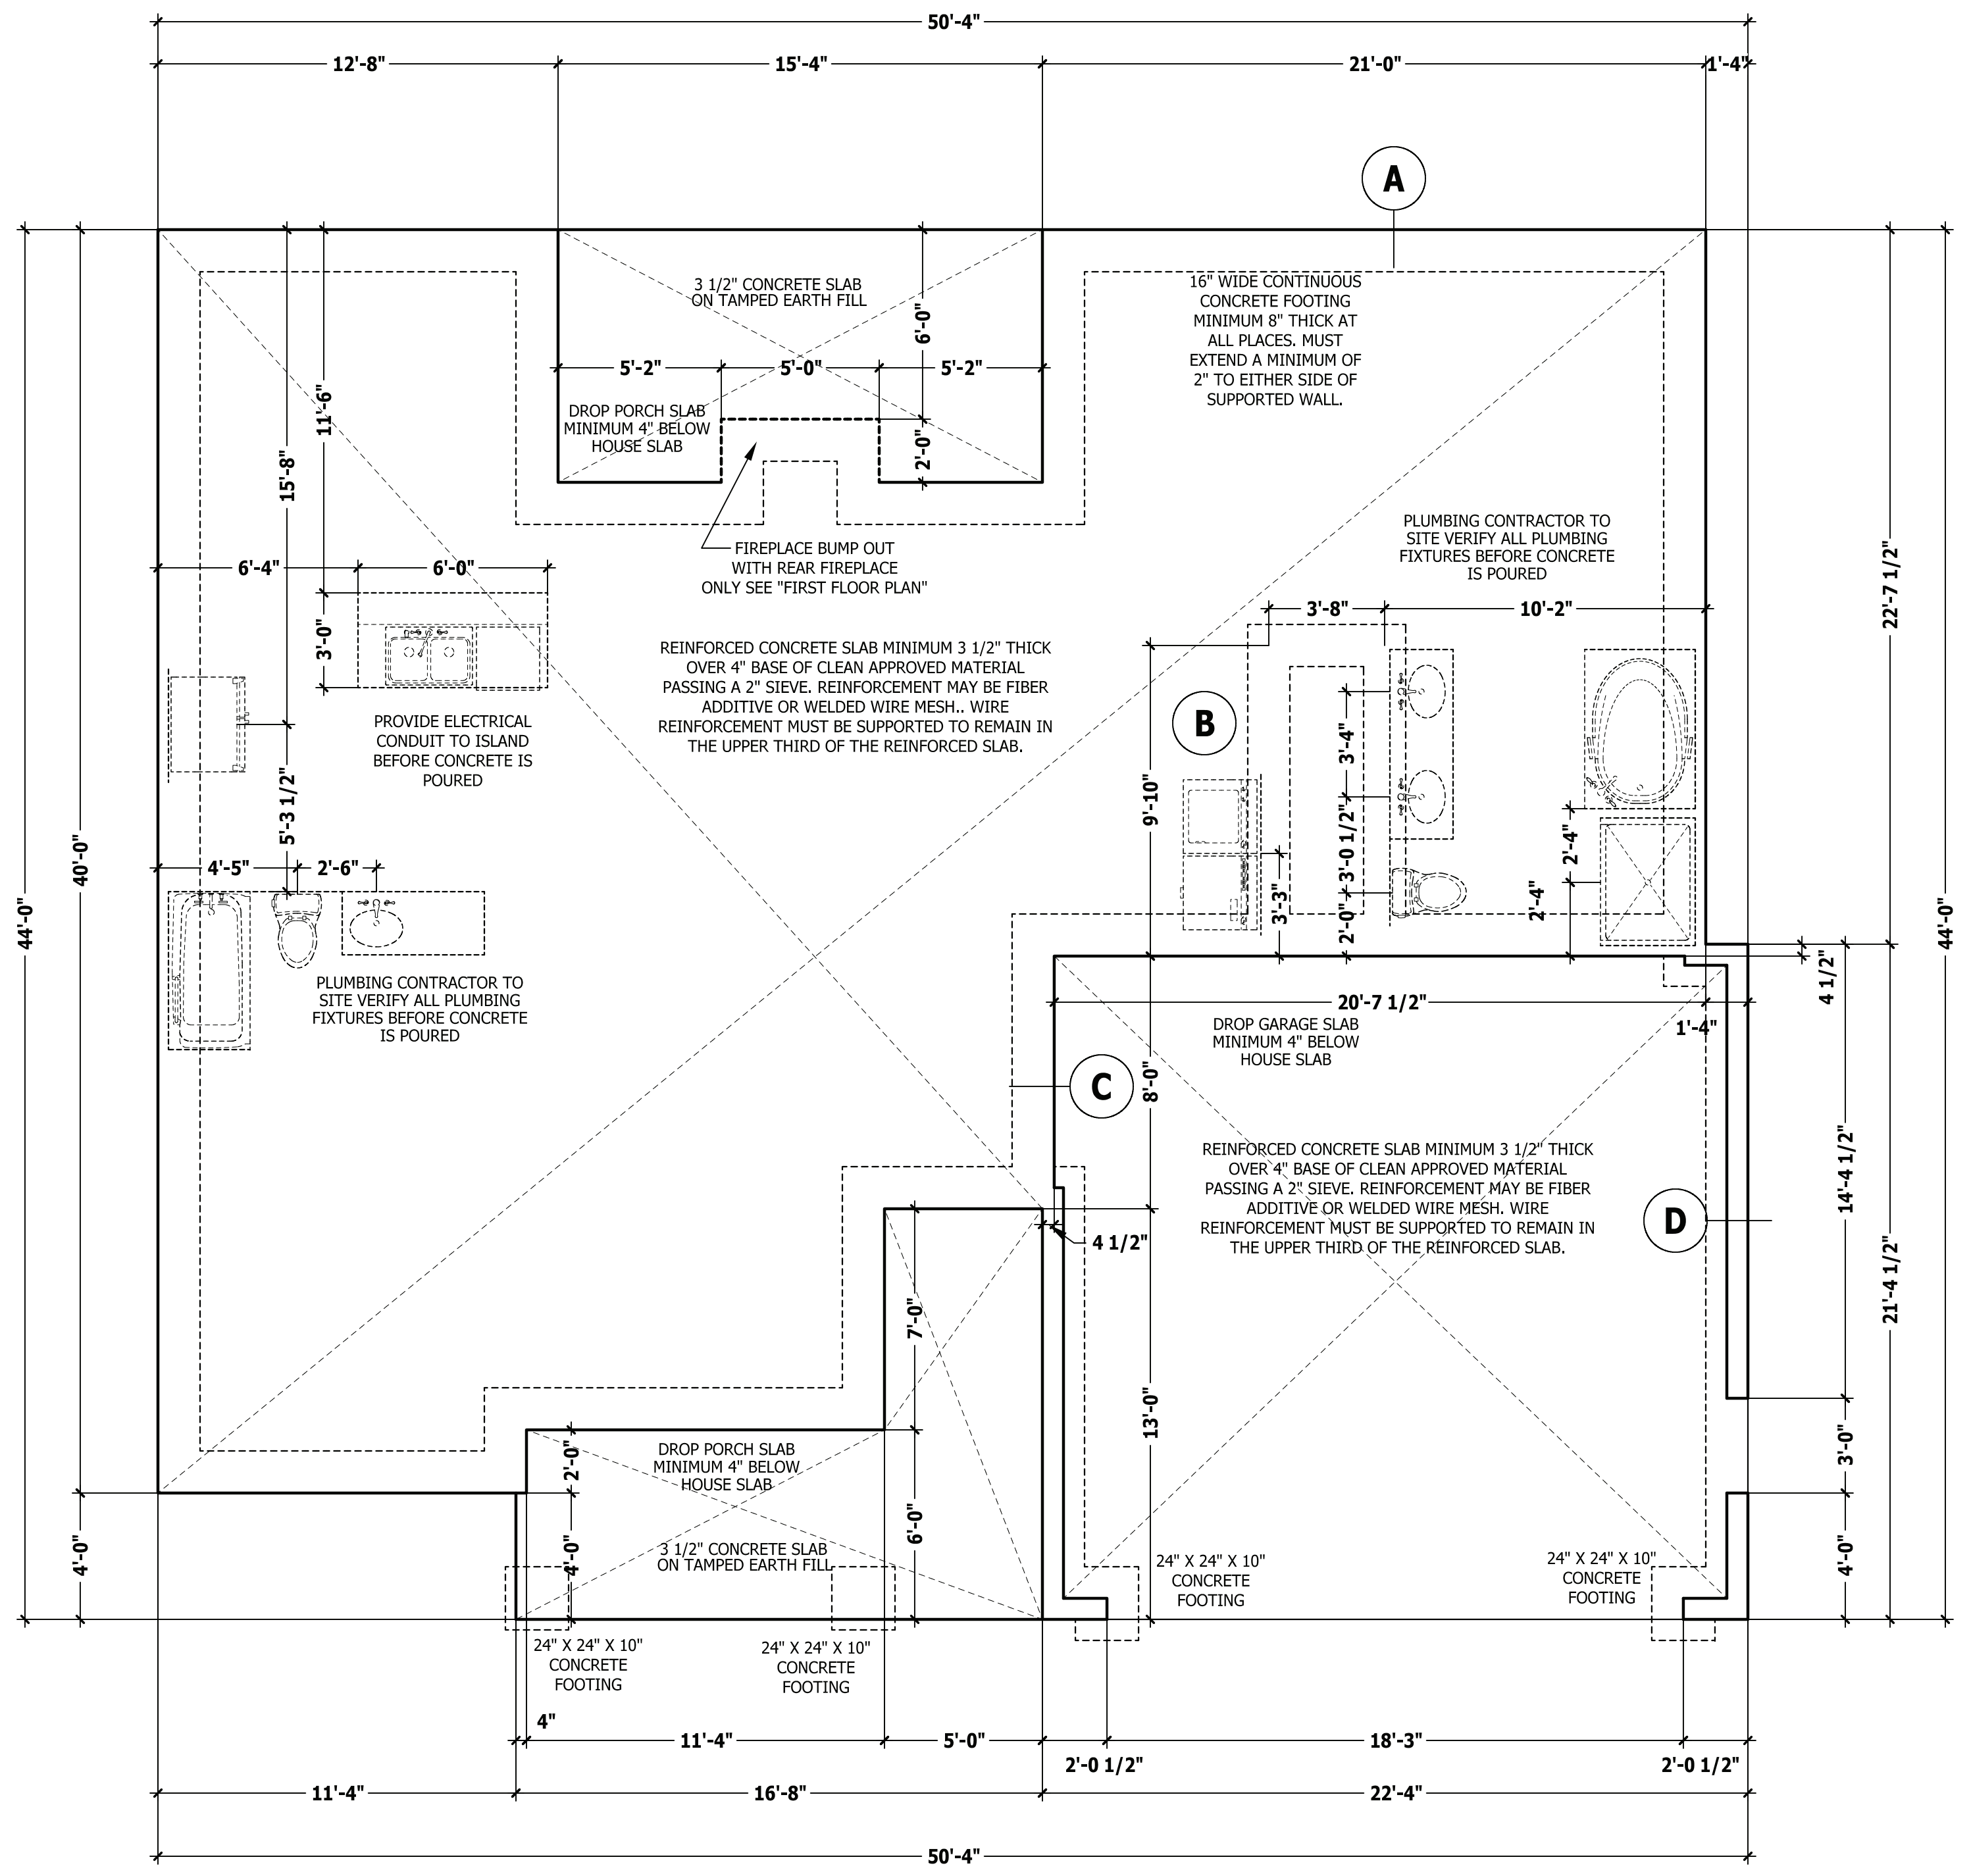 50'-4"
12'-8"
15'-4"
21'-0"
1'-4"
A
3 1/2" CONCRETE SLAB
ON TAMPED EARTH FILL
6'-0"
5'-2"
5'-0"
5'-2"
DROP PORCH SLAB
MINIMUM 4" BELOW
HOUSE SLAB
2'-0"
16" WIDE CONTINUOUS
CONCRETE FOOTING
MINIMUM 8" THICK AT
ALL PLACES. MUST
EXTEND A MINIMUM OF
2" TO EITHER SIDE OF
SUPPORTED WALL.
11'-6"
15'-8"
FIREPLACE BUMP OUT
WITH REAR FIREPLACE
ONLY SEE "FIRST FLOOR PLAN"
PLUMBING CONTRACTOR TO
SITE VERIFY ALL PLUMBING
FIXTURES BEFORE CONCRETE
IS POURED
22'-7 1/2"
6'-4"
6'-0"
3'-0"
3'-8"
10'-2"
REINFORCED CONCRETE SLAB MINIMUM 3 1/2" THICK
OVER 4" BASE OF CLEAN APPROVED MATERIAL
PASSING A 2" SIEVE. REINFORCEMENT MAY BE FIBER
ADDITIVE OR WELDED WIRE MESH.. WIRE
REINFORCEMENT MUST BE SUPPORTED TO REMAIN IN
THE UPPER THIRD OF THE REINFORCED SLAB.
PROVIDE ELECTRICAL
CONDUIT TO ISLAND
BEFORE CONCRETE IS
POURED
B
3'-4"
9'-10"
5'-3 1/2"
3'-0 1/2"
2'-4"
40'-0"
44'-0"
4'-5"
2'-6"
3'-3"
2'-0"
2'-4"
44'-0"
4 1/2"
PLUMBING CONTRACTOR TO
SITE VERIFY ALL PLUMBING
FIXTURES BEFORE CONCRETE
IS POURED
20'-7 1/2"
1'-4"
DROP GARAGE SLAB
MINIMUM 4" BELOW
HOUSE SLAB
C
8'-0"
REINFORCED CONCRETE SLAB MINIMUM 3 1/2" THICK
OVER 4" BASE OF CLEAN APPROVED MATERIAL
PASSING A 2" SIEVE. REINFORCEMENT MAY BE FIBER
ADDITIVE OR WELDED WIRE MESH. WIRE
REINFORCEMENT MUST BE SUPPORTED TO REMAIN IN
THE UPPER THIRD OF THE REINFORCED SLAB.
D
14'-4 1/2"
21'-4 1/2"
4 1/2"
7'-0"
13'-0"
DROP PORCH SLAB
MINIMUM 4" BELOW
HOUSE SLAB
2'-0"
3'-0"
6'-0"
3 1/2" CONCRETE SLAB
ON TAMPED EARTH FILL
4'-0"
4'-0"
4'-0"
24" X 24" X 10"
CONCRETE
FOOTING
24" X 24" X 10"
CONCRETE
FOOTING
24" X 24" X 10"
CONCRETE
FOOTING
24" X 24" X 10"
CONCRETE
FOOTING
4"
11'-4"
5'-0"
18'-3"
2'-0 1/2"
2'-0 1/2"
11'-4"
16'-8"
22'-4"
50'-4"